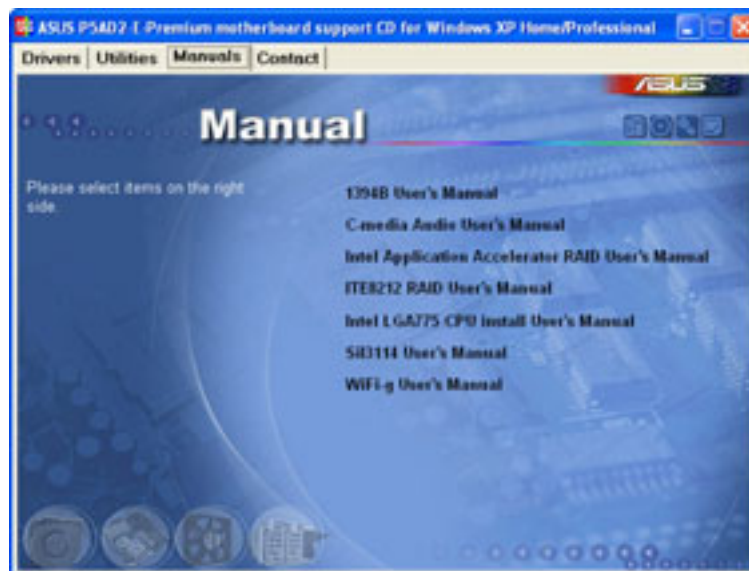 ASUS P5AD2-E-Premium motherboard support CD for Windows XP Home/Professional
Drivers Utilities Manuals Contact
ASUS
Manual
Please select items on the right
side.
1394B User's Manual
C-media Audio User's Manual
Intel Application Accelerator RAID User's Manual
ITE8212 RAID User's Manual
Intel LGA775 CPU install User's Manual
SiI3114 User's Manual
WiFi-g User's Manual